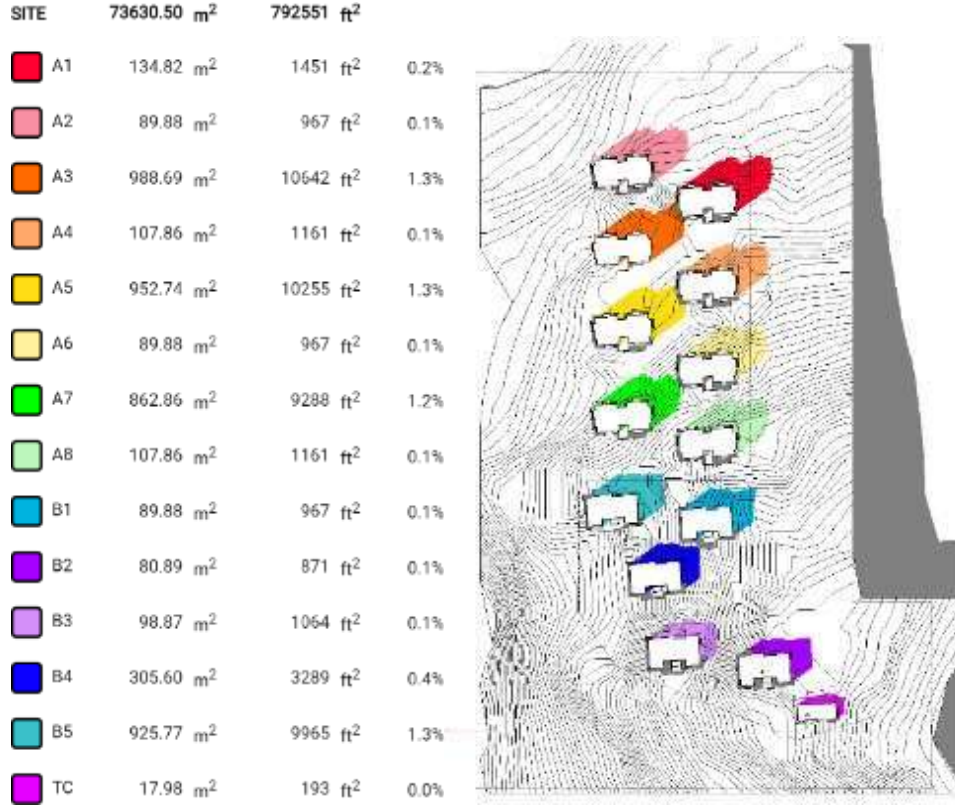 SITE 73630.50 m² 792551 ft²
A1 134.82 m² 1451 ft² 0.2%
A2 89.88 m² 967 ft² 0.1%
A3 988.69 m² 10642 ft² 1.3%
A4 107.86 m² 1161 ft² 0.1%
A5 952.74 m² 10255 ft² 1.3%
A6 89.88 m² 967 ft² 0.1%
A7 862.86 m² 9288 ft² 1.2%
A8 107.86 m² 1161 ft² 0.1%
B1 89.88 m² 967 ft² 0.1%
B2 80.89 m² 871 ft² 0.1%
B3 98.87 m² 1064 ft² 0.1%
B4 305.60 m² 3289 ft² 0.4%
B5 925.77 m² 9965 ft² 1.3%
TC 17.98 m² 193 ft² 0.0%